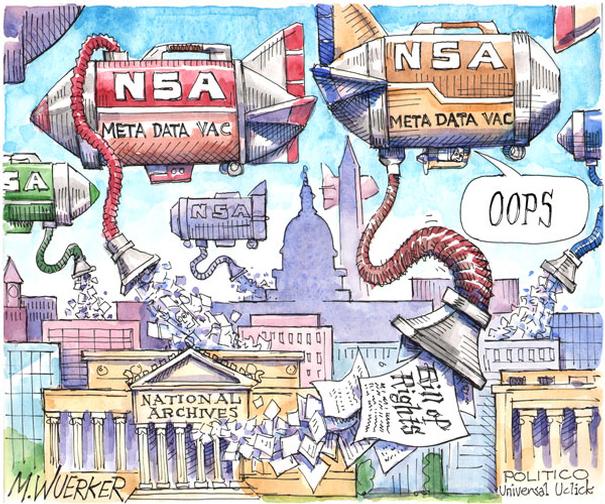 NSA
META DATA VAC
NSA
META DATA VAC
SA
NSA
OOPS
NATIONAL
ARCHIVES
Bill of
Rights
M.WUERKER
POLITICO
Universal Uclick